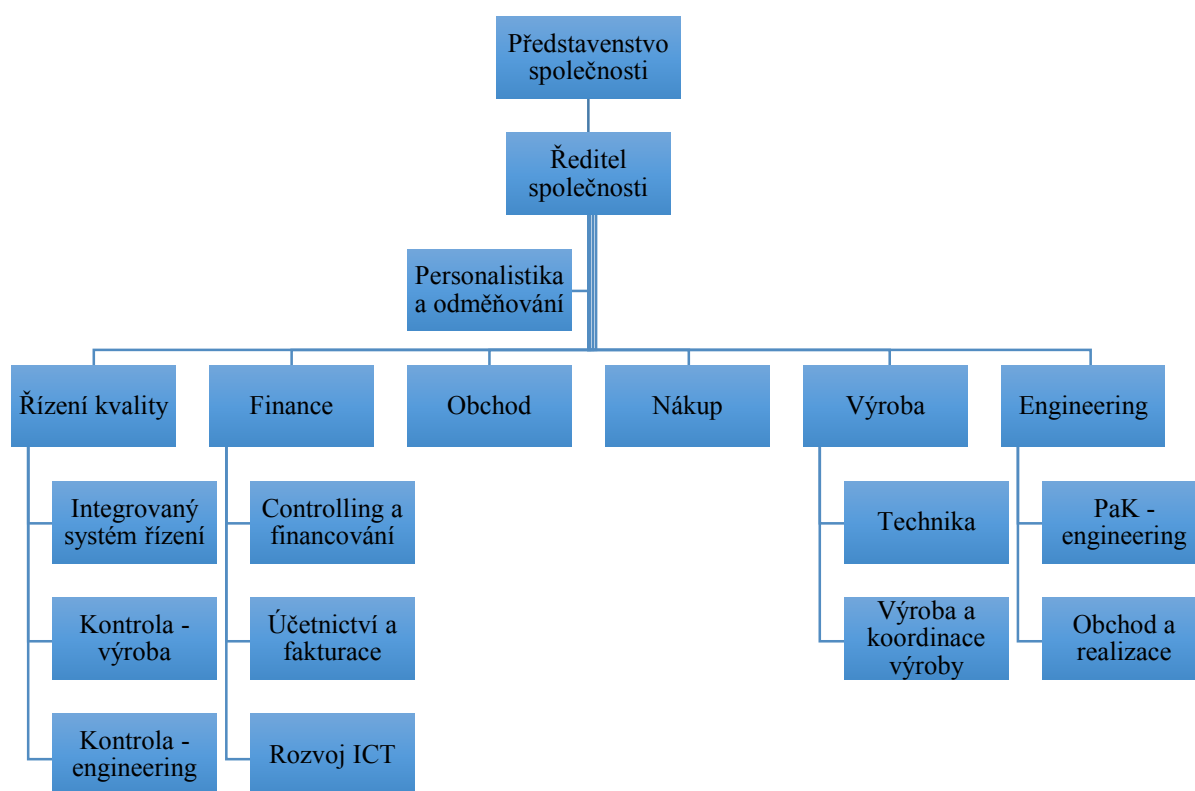 Představenstvo
společnosti
Ředitel
společnosti
Personalistika
a odměňování
Řízení kvality
Finance
Obchod
Nákup
Výroba
Engineering
Integrovaný
systém řízení
Controlling a
financování
Technika
PaK -
engineering
Kontrola -
výroba
Účetnictví a
fakturace
Výroba a
koordinace
výroby
Obchod a
realizace
Kontrola -
engineering
Rozvoj ICT